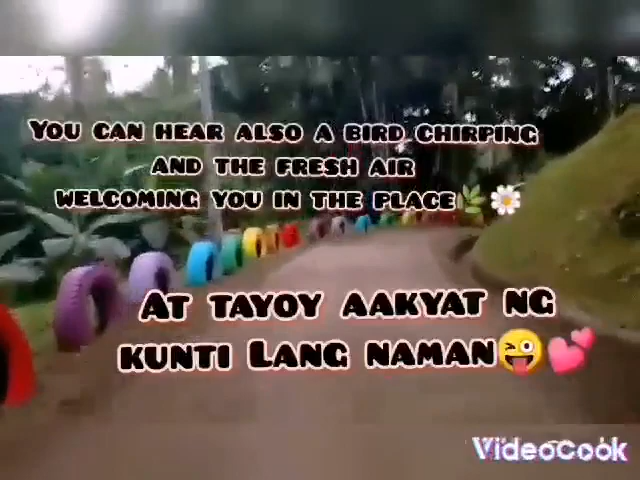 You can hear also a bird chirping
and the fresh air
welcoming you in the place🌿🌼
At tayoy aakyat ng
kunti Lang naman😜💕
VideoCook